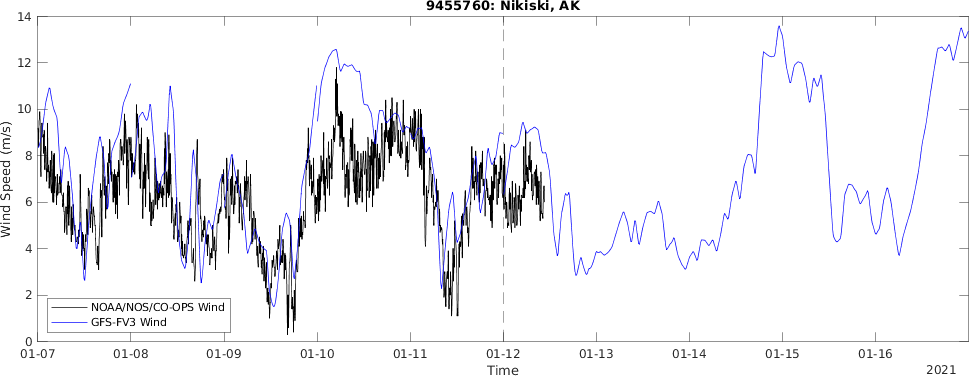 9455760: Nikiski, AK
Wind Speed (m/s)
14
12
10
8
6
4
2
0
NOAA/NOS/CO-OPS Wind
GFS-FV3 Wind
01-07 01-08 01-09 01-10 01-11 01-12 01-13 01-14 01-15 01-16
Time
2021